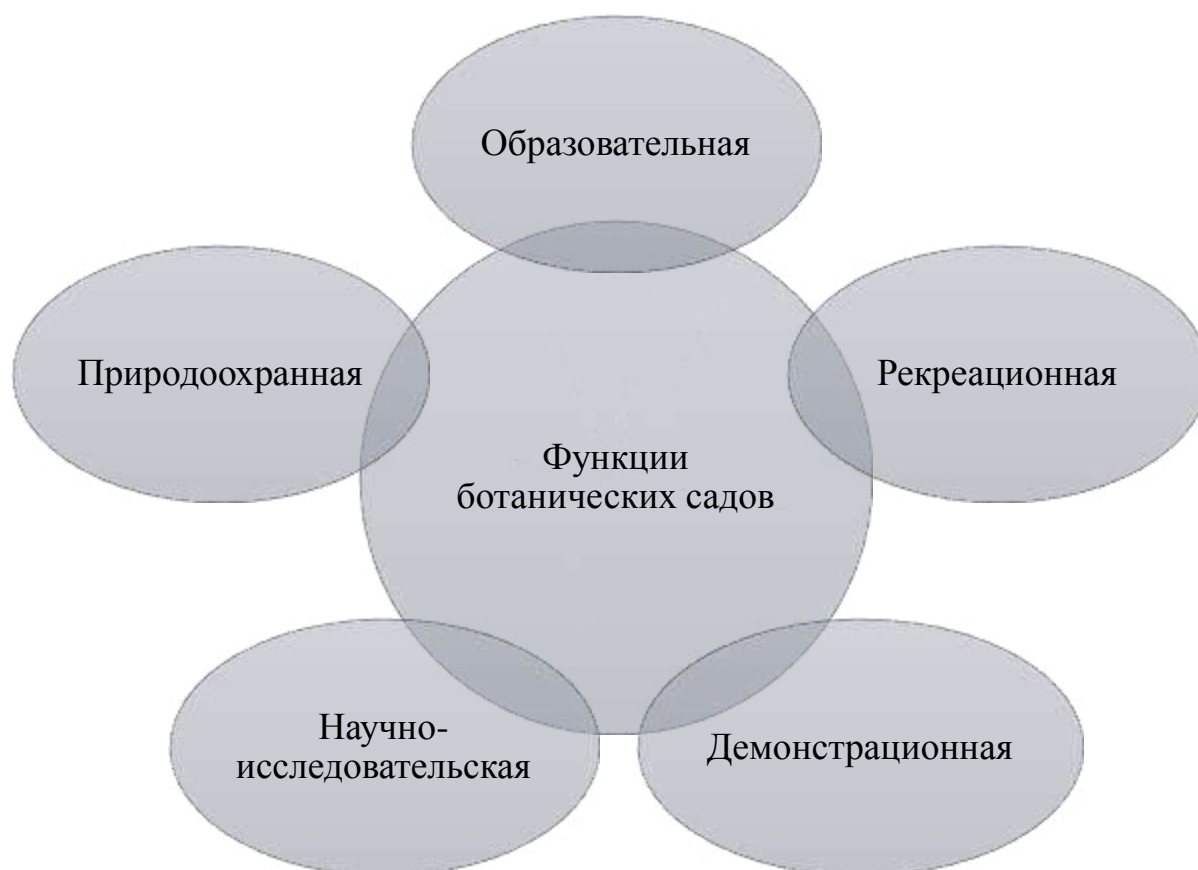 Образовательная
Природоохранная
Рекреационная
Функции
ботанических садов
Научно-
исследовательская
Демонстрационная